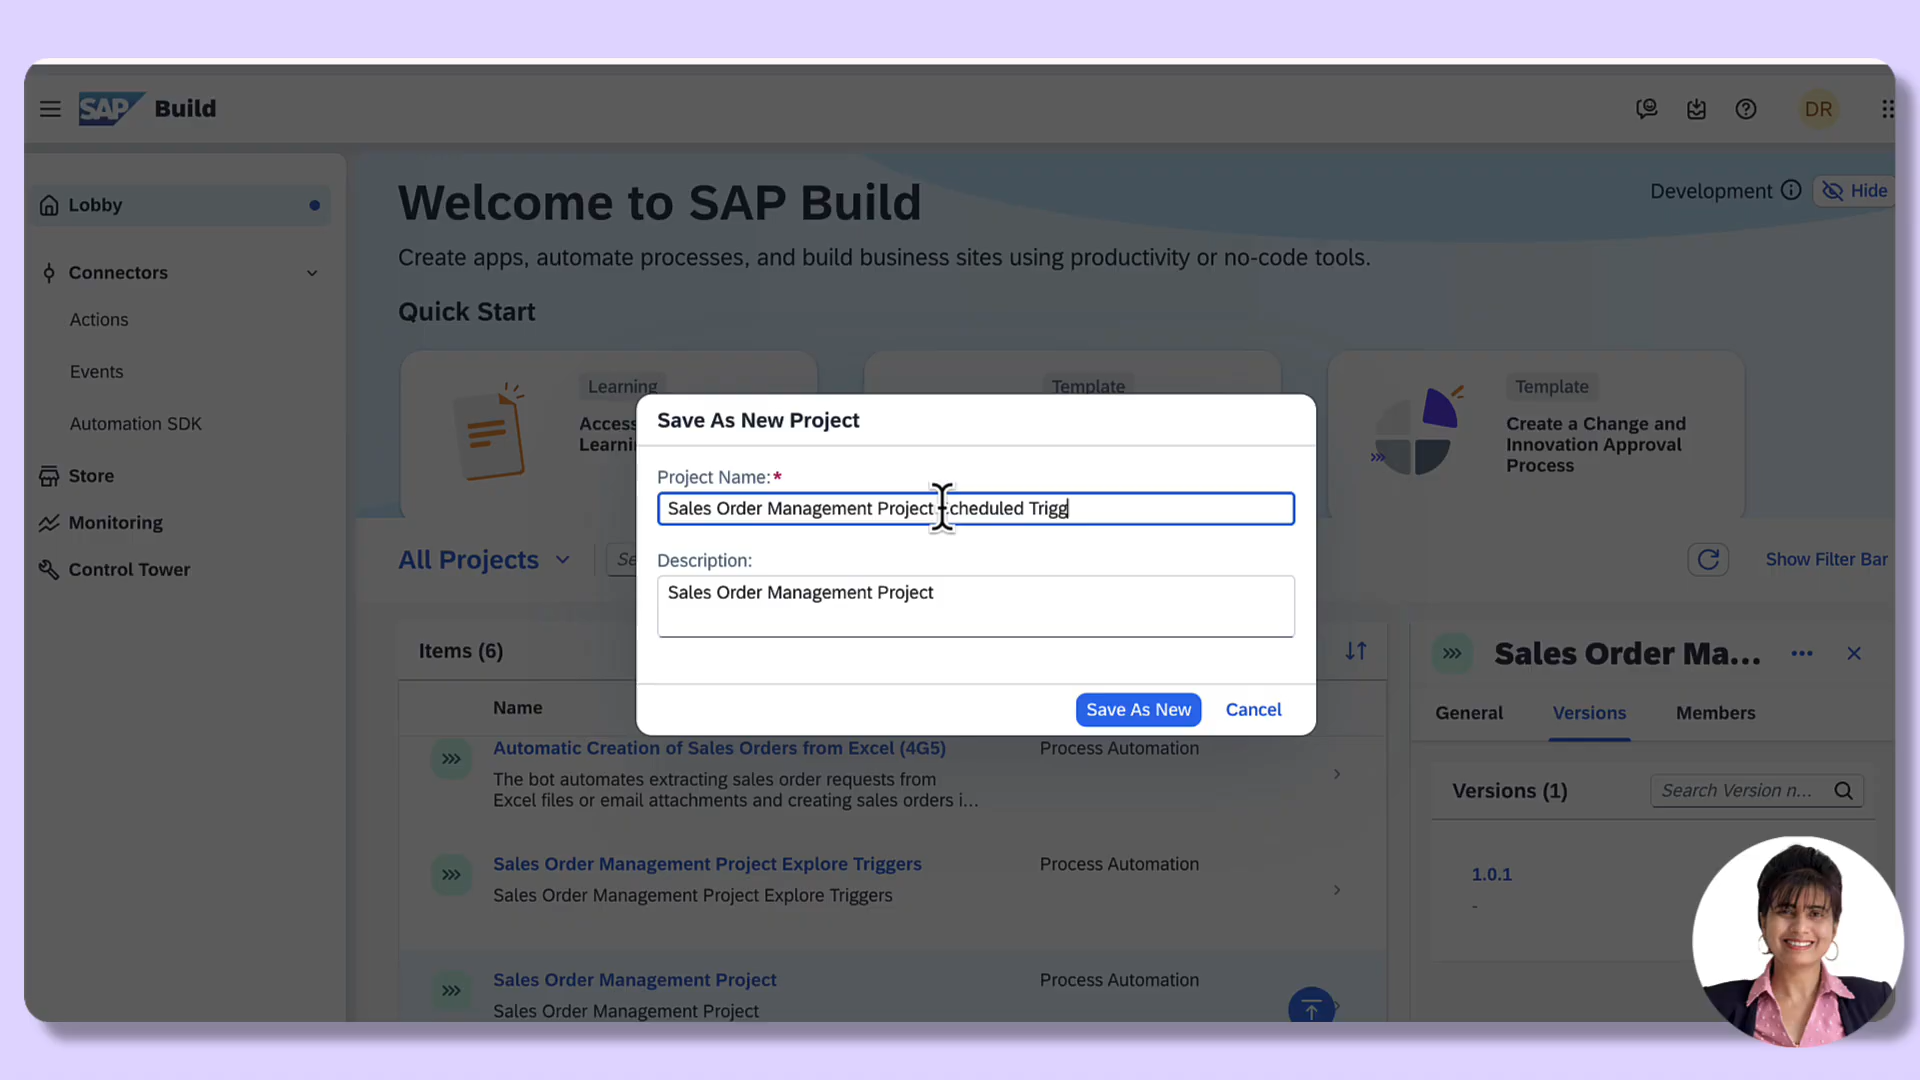 SAP Build
DR
Lobby
Connectors
Actions
Events
Automation SDK
Store
Monitoring
Control Tower
Welcome to SAP Build
Development
Hide
Create apps, automate processes, and build business sites using productivity or no-code tools.
Quick Start
Learning
Template
Template
Create a Change and
Innovation Approval
Process
Save As New Project
Project Name:*
Sales Order Management Project cheduled Trigg
Description:
Sales Order Management Project
Save As New
Cancel
All Projects
Show Filter Bar
Items (6)
Name
Automatic Creation of Sales Orders from Excel (4G5)
Process Automation
The bot automates extracting sales order requests from
Excel files or email attachments and creating sales orders i...
Sales Order Management Project Explore Triggers
Process Automation
Sales Order Management Project Explore Triggers
Sales Order Management Project
Process Automation
Sales Order Management Project
Sales Order Ma...
General
Versions
Members
Versions (1)
Search Version n...
1.0.1
-